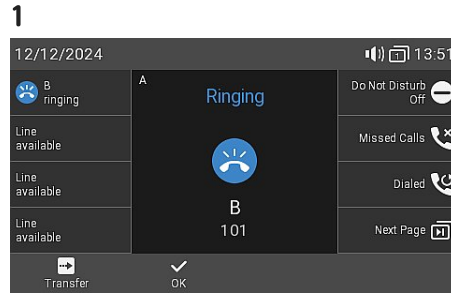 1
12/12/2024
1
13:51
B
ringing
A
Ringing
Do Not Disturb
Off
Line
available
Missed Calls
Line
available
Dialed
B
101
Line
available
Next Page
Transfer
OK